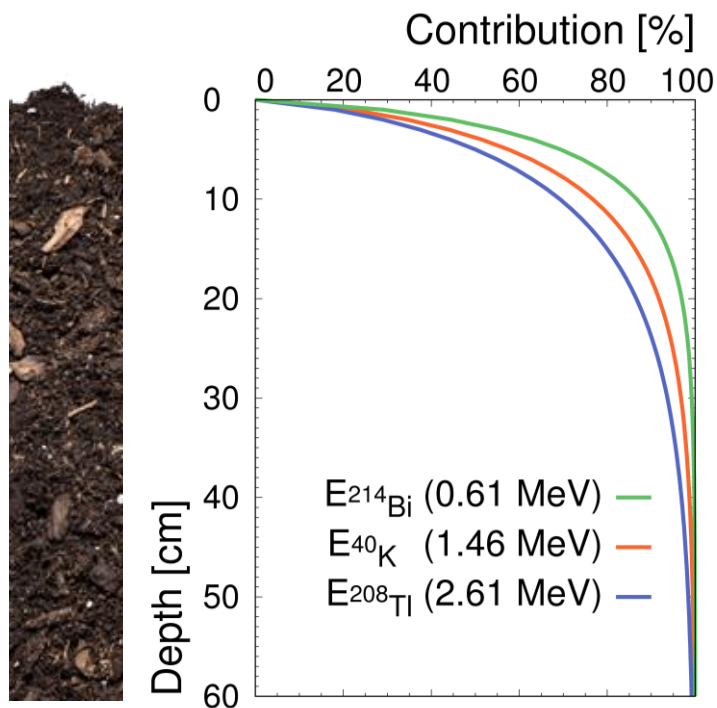 Contribution [%]
0 20 40 60 80 100
0
10
20
30
40
50
60
Depth [cm]
E214Bi (0.61 MeV)
E40K (1.46 MeV)
E208Tl (2.61 MeV)